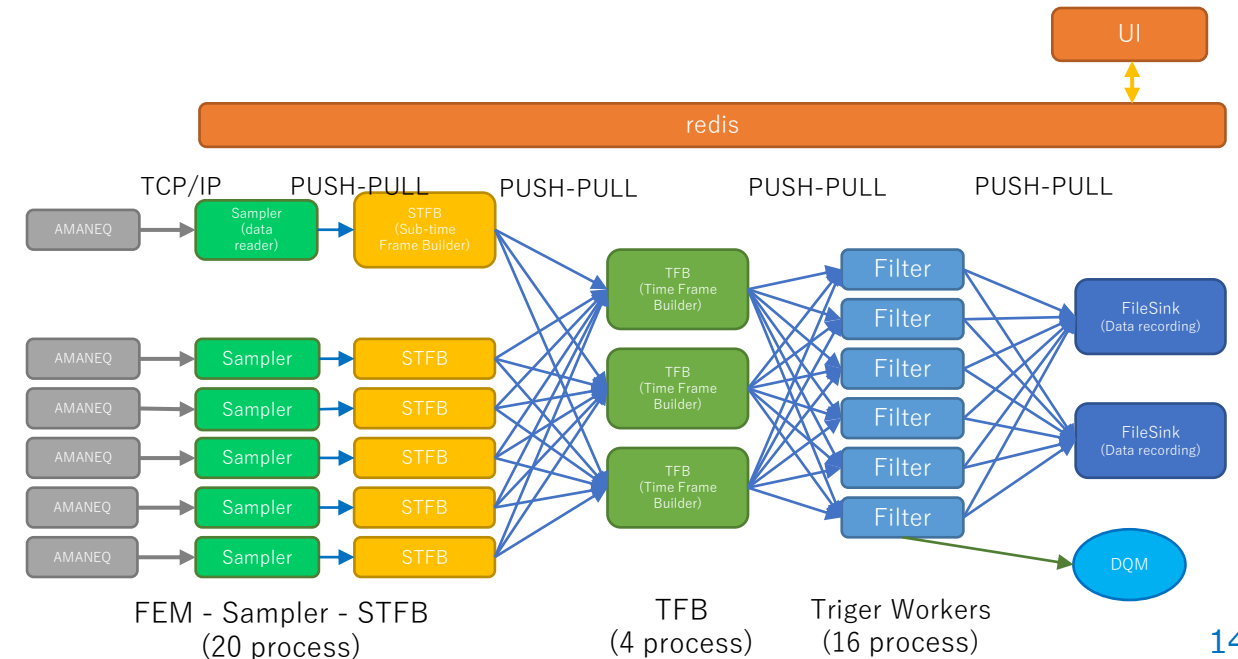 UI
redis
TCP/IP
PUSH-PULL
PUSH-PULL
PUSH-PULL
PUSH-PULL
AMANEQ
Sampler
(data
reader)
STFB
(Sub-time
Frame Builder)
AMANEQ
Sampler
STFB
AMANEQ
Sampler
STFB
AMANEQ
Sampler
STFB
AMANEQ
Sampler
STFB
AMANEQ
Sampler
STFB
TFB
(Time Frame
Builder)
TFB
(Time Frame
Builder)
TFB
(Time Frame
Builder)
Filter
Filter
Filter
Filter
Filter
Filter
FileSink
(Data recording)
FileSink
(Data recording)
DQM
FEM - Sampler - STFB
(20 process)
TFB
(4 process)
Triger Workers
(16 process)
14